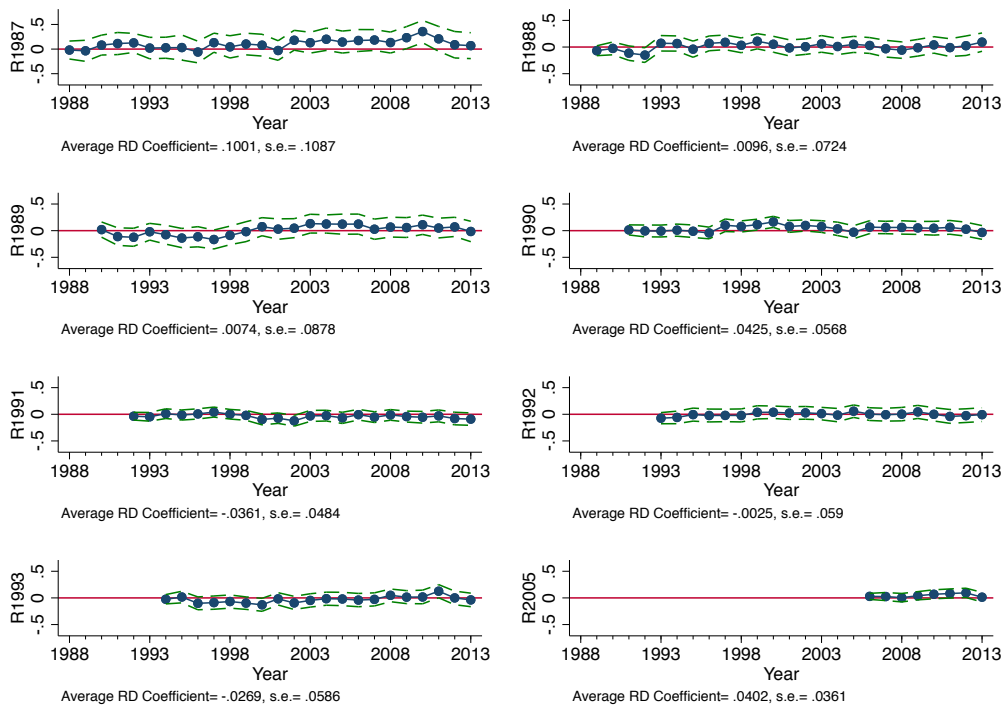 R1987
.5
0
-.5
1988 1993 1998 2003 2008 2013
Year
Average RD Coefficient= .1001, s.e.= .1087
R1988
.5
0
-.5
1988 1993 1998 2003 2008 2013
Year
Average RD Coefficient= .0096, s.e.= .0724
R1989
.5
0
-.5
1988 1993 1998 2003 2008 2013
Year
Average RD Coefficient= .0074, s.e.= .0878
R1990
.5
0
-.5
1988 1993 1998 2003 2008 2013
Year
Average RD Coefficient= .0425, s.e.= .0568
R1991
.5
0
-.5
1988 1993 1998 2003 2008 2013
Year
Average RD Coefficient= -.0361, s.e.= .0484
R1992
.5
0
-.5
1988 1993 1998 2003 2008 2013
Year
Average RD Coefficient= -.0025, s.e.= .059
R1993
.5
0
-.5
1988 1993 1998 2003 2008 2013
Year
Average RD Coefficient= -.0269, s.e.= .0586
R2005
.5
0
-.5
1988 1993 1998 2003 2008 2013
Year
Average RD Coefficient= .0402, s.e.= .0361